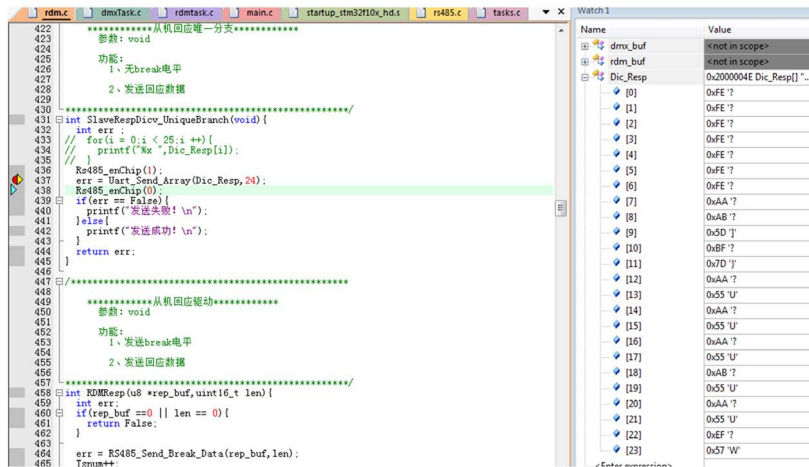 rdm.c dmxTask.c rdmtask.c main.c startup_stm32f10x_hd.s rs485.c tasks.c
422 ************从机回应唯一分支************
423 参数: void
424
425 功能:
426 1、无break电平
427
428 2、发送回应数据
429
430 *************************************************/
431 int SlaveRespDicv_UniqueBranch(void){
432 int err ;
433 // for(i = 0;i < 25;i ++){
434 // printf("%x ",Dic_Resp[i]);
435 // }
436 Rs485_enChip(1);
437 err = Uart_Send_Array(Dic_Resp,24);
438 Rs485_enChip(0);
439 if(err == False){
440 printf("发送失败! \n");
441 }else{
442 printf("发送成功! \n");
443 }
444 return err;
445 }
446
447 /*************************************************
448
449 ************从机回应驱动************
450 参数: void
451
452 功能:
453 1、发送break电平
454
455 2、发送回应数据
456
457 *************************************************/
458 int RDMResp(u8 *rep_buf,uint16_t len){
459 int err;
460 if(rep_buf ==0 || len == 0){
461 return False;
462 }
463
464 err = RS485_Send_Break_Data(rep_buf,len);
465 Tsnum++;
Watch 1
Name Value
dmx_buf <not in scope>
rdm_buf <not in scope>
Dic_Resp 0x2000004E Dic_Resp[] "...
[0] 0xFE '?
[1] 0xFE '?
[2] 0xFE '?
[3] 0xFE '?
[4] 0xFE '?
[5] 0xFE '?
[6] 0xFE '?
[7] 0xAA '?
[8] 0xAB '?
[9] 0x5D ']'
[10] 0xBF '?
[11] 0x7D '}'
[12] 0xAA '?
[13] 0x55 'U'
[14] 0xAA '?
[15] 0x55 'U'
[16] 0xAA '?
[17] 0x55 'U'
[18] 0xAB '?
[19] 0x55 'U'
[20] 0xAA '?
[21] 0x55 'U'
[22] 0xEF '?
[23] 0x57 'W'
<Enter expression>